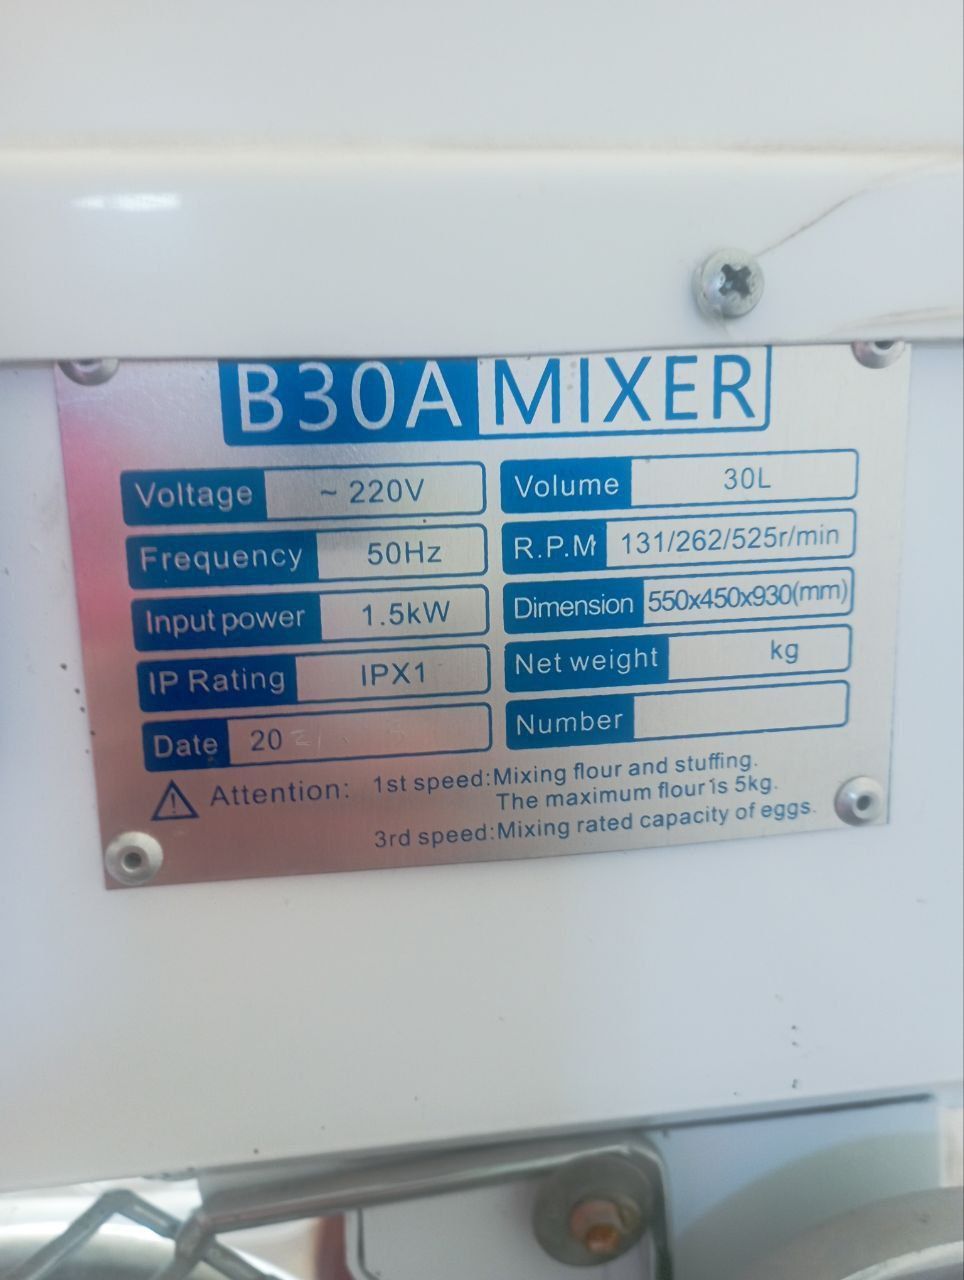 B30A MIXER
Voltage ~ 220V
Volume 30L
Frequency 50Hz
R.P.M 131/262/525r/min
Input power 1.5kW
Dimension 550x450x930(mm)
IP Rating IPX1
Net weight kg
Date 20
Number
Attention: 1st speed:Mixing flour and stuffing.
The maximum flour is 5kg.
3rd speed:Mixing rated capacity of eggs.